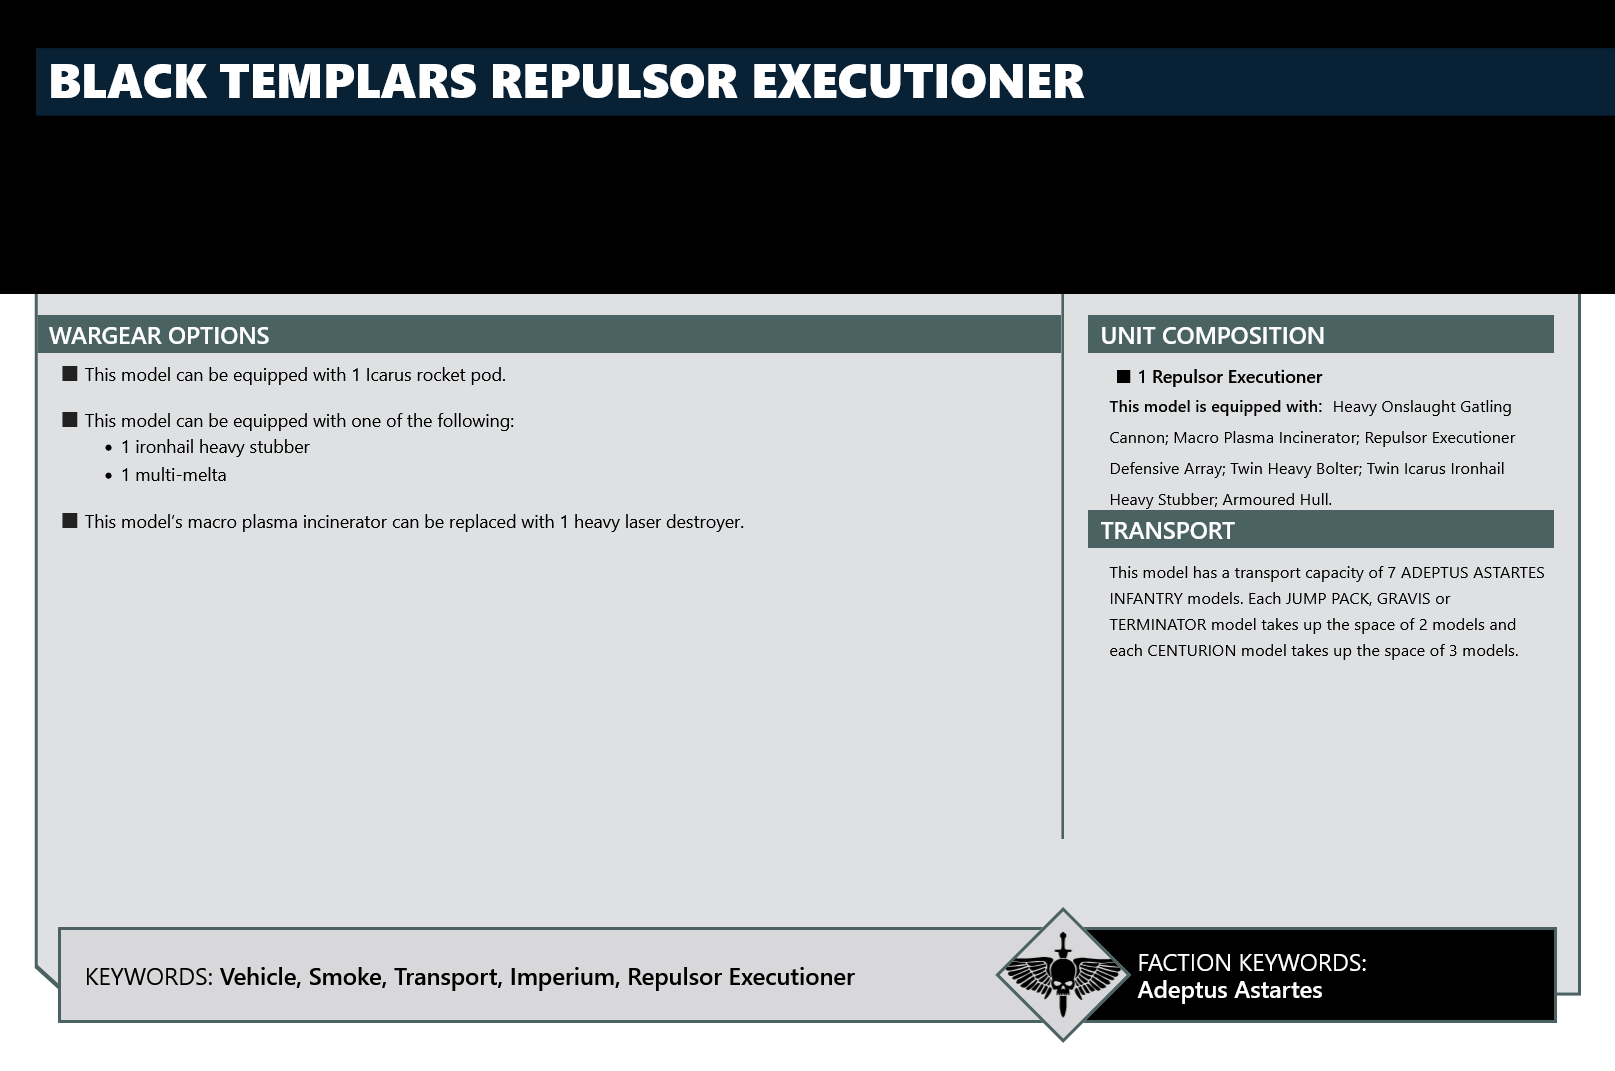 BLACK TEMPLARS REPULSOR EXECUTIONER
WARGEAR OPTIONS
■ This model can be equipped with 1 Icarus rocket pod.
■ This model can be equipped with one of the following:
• 1 ironhail heavy stubber
• 1 multi-melta
■ This model's macro plasma incinerator can be replaced with 1 heavy laser destroyer.
UNIT COMPOSITION
■ 1 Repulsor Executioner
This model is equipped with: Heavy Onslaught Gatling
Cannon; Macro Plasma Incinerator; Repulsor Executioner
Defensive Array; Twin Heavy Bolter; Twin Icarus Ironhail
Heavy Stubber; Armoured Hull.
TRANSPORT
This model has a transport capacity of 7 ADEPTUS ASTARTES
INFANTRY models. Each JUMP PACK, GRAVIS or
TERMINATOR model takes up the space of 2 models and
each CENTURION model takes up the space of 3 models.
KEYWORDS: Vehicle, Smoke, Transport, Imperium, Repulsor Executioner
FACTION KEYWORDS:
Adeptus Astartes